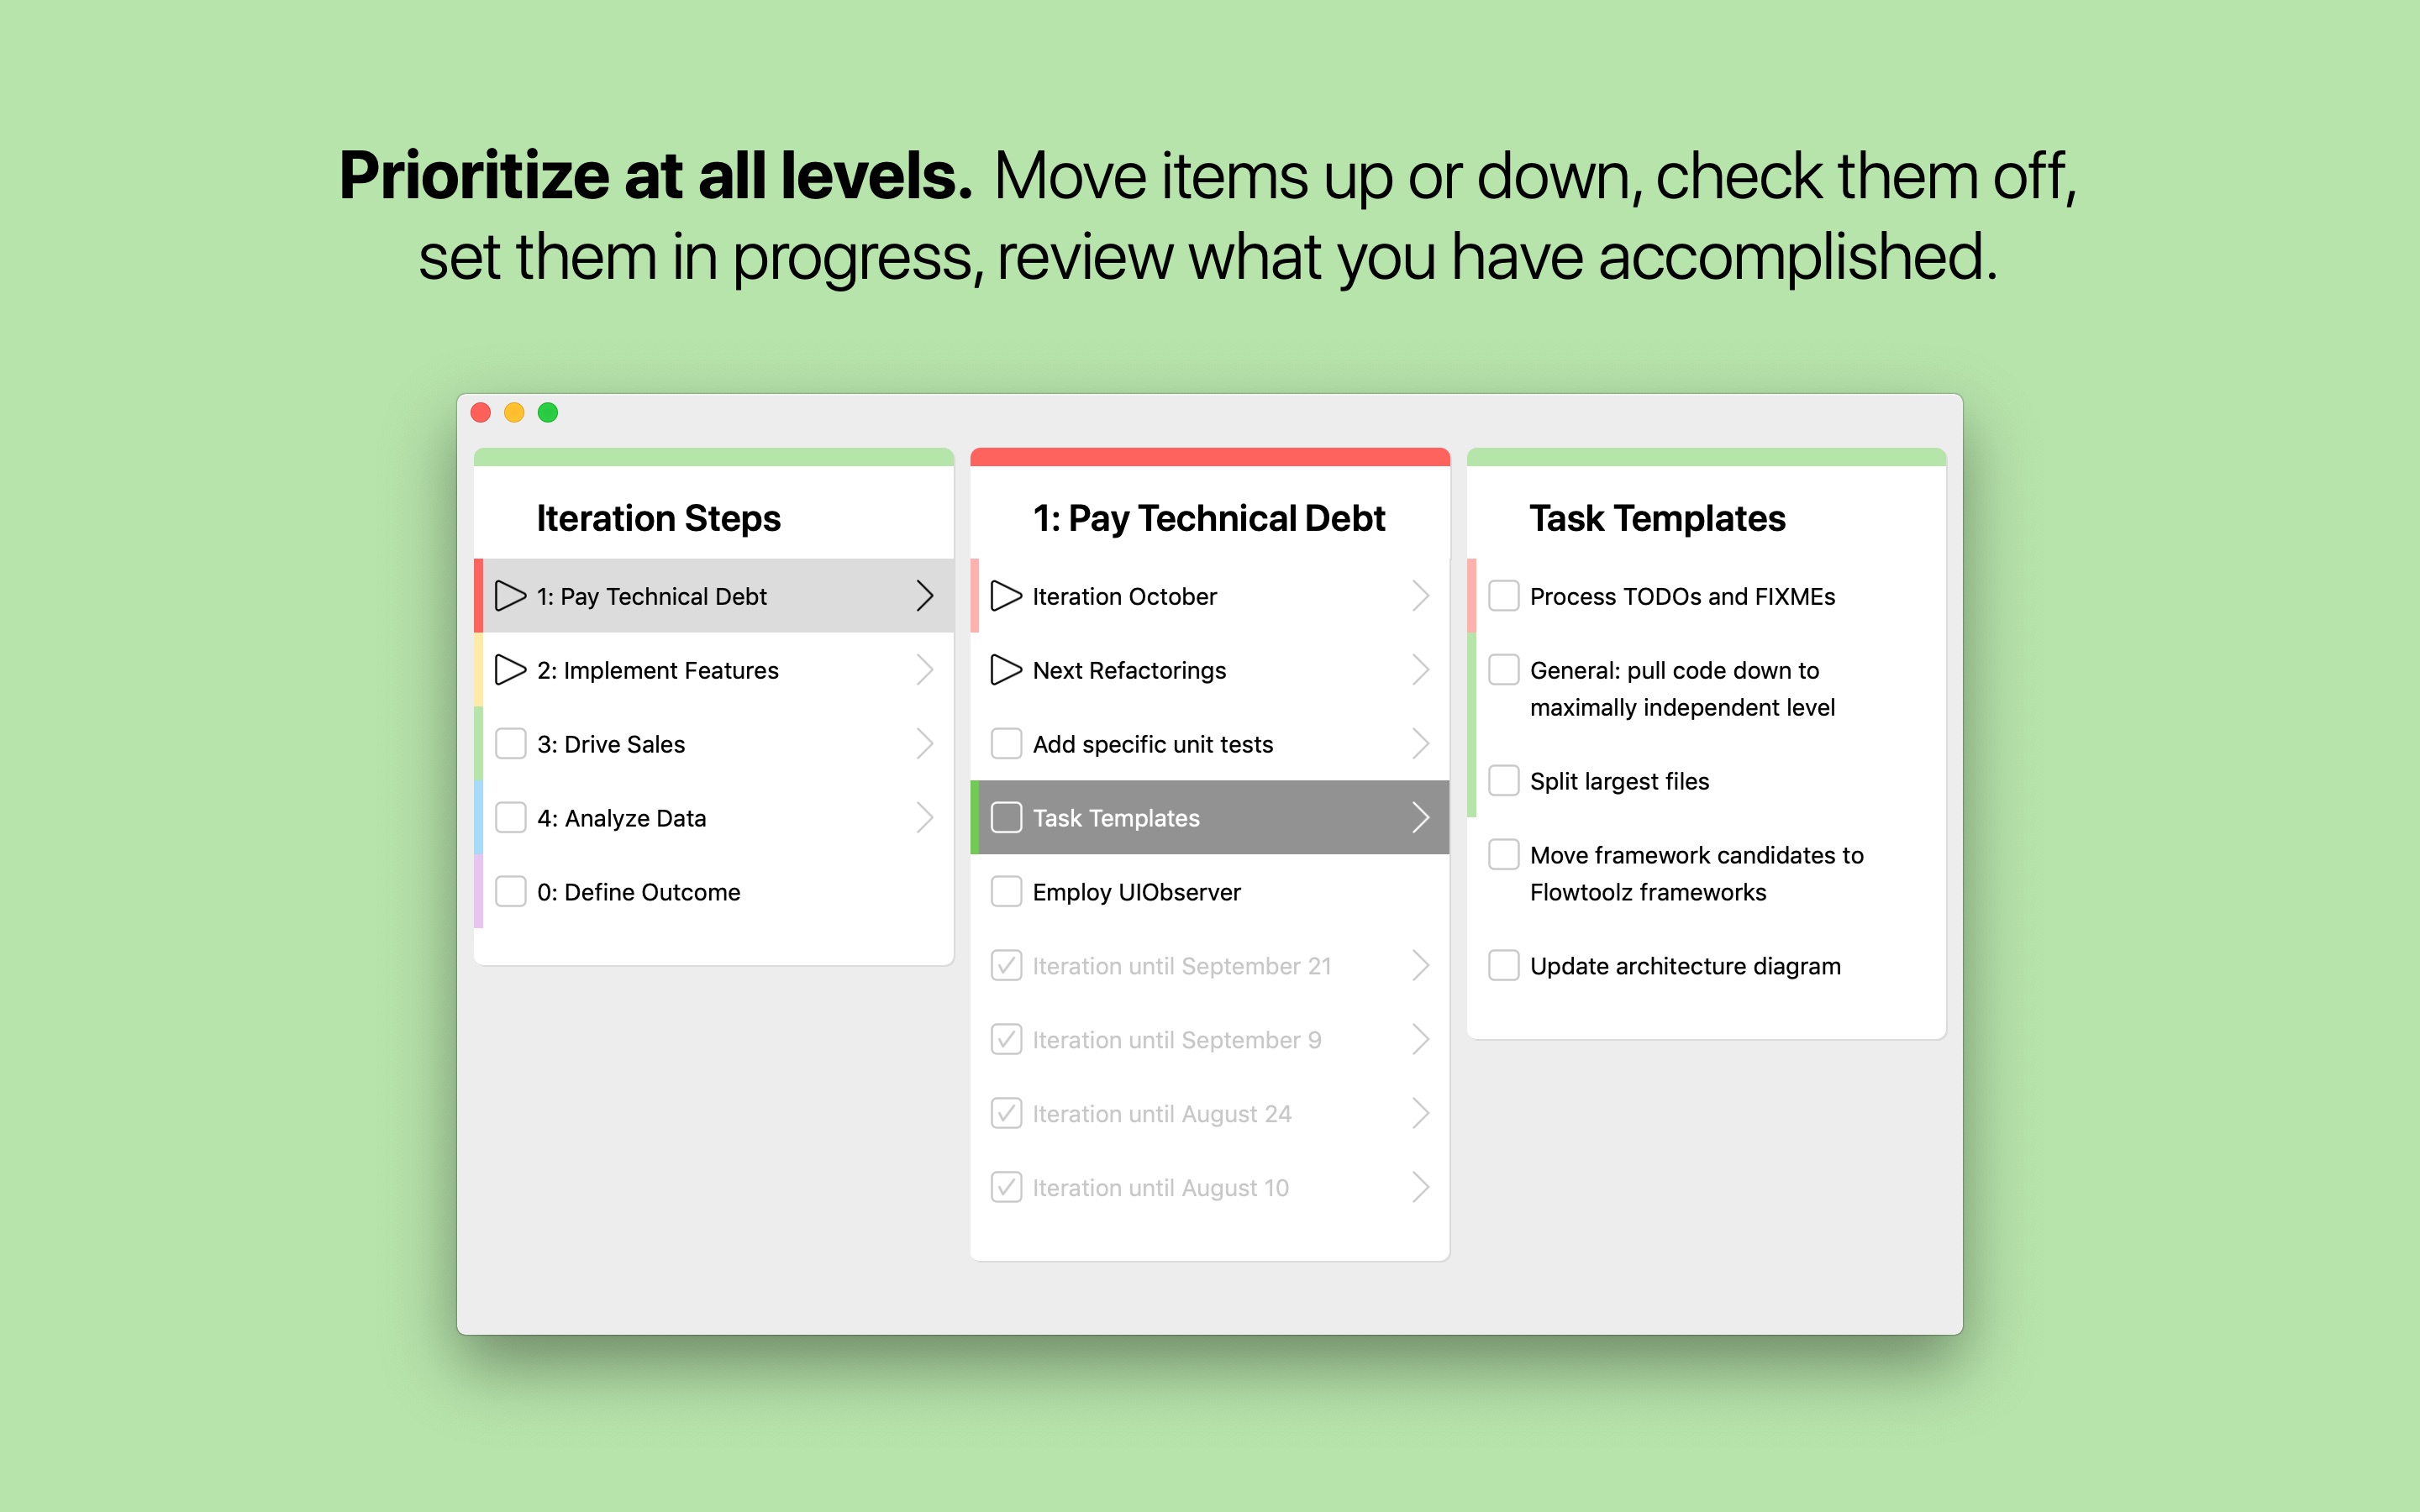 Prioritize at all levels. Move items up or down, check them off,
set them in progress, review what you have accomplished.
Iteration Steps
1: Pay Technical Debt
2: Implement Features
3: Drive Sales
4: Analyze Data
0: Define Outcome
1: Pay Technical Debt
Iteration October
Next Refactorings
Add specific unit tests
Task Templates
Employ UIObserver
Iteration until September 21
Iteration until September 9
Iteration until August 24
Iteration until August 10
Task Templates
Process TODOs and FIXMEs
General: pull code down to
maximally independent level
Split largest files
Move framework candidates to
Flowtoolz frameworks
Update architecture diagram